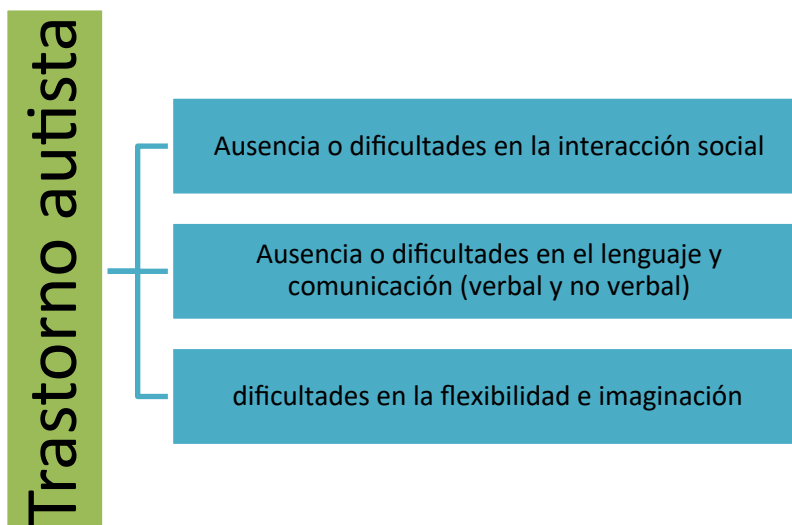 Trastorno autista
Ausencia o dificultades en la interacción social
Ausencia o dificultades en el lenguaje y
comunicación (verbal y no verbal)
dificultades en la flexibilidad e imaginación